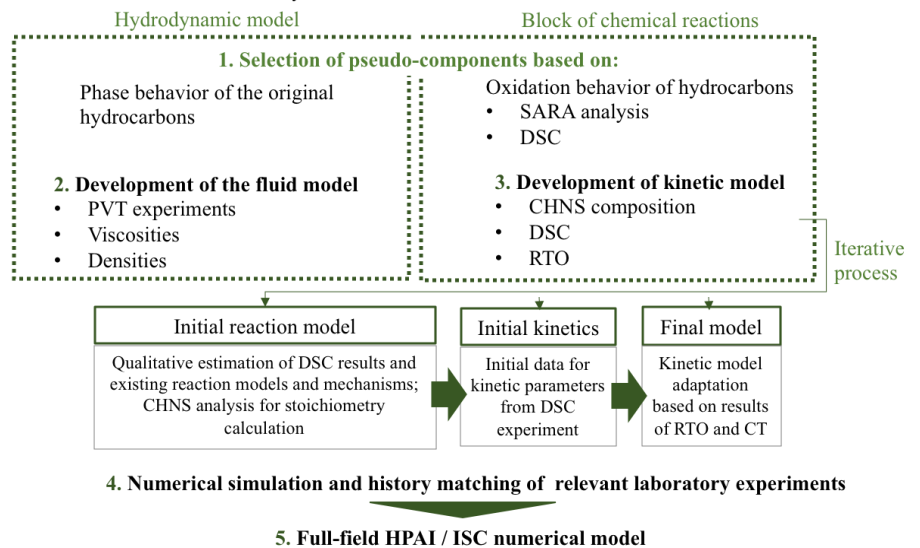 Hydrodynamic model
Block of chemical reactions
1. Selection of pseudo-components based on:
Phase behavior of the original
hydrocarbons
Oxidation behavior of hydrocarbons
• SARA analysis
• DSC
2. Development of the fluid model
• PVT experiments
• Viscosities
• Densities
3. Development of kinetic model
• CHNS composition
• DSC
• RTO
Iterative
process
Initial reaction model
Qualitative estimation of DSC results and
existing reaction models and mechanisms;
CHNS analysis for stoichiometry
calculation
Initial kinetics
Initial data for
kinetic parameters
from DSC
experiment
Final model
Kinetic model
adaptation
based on results
of RTO and CT
4. Numerical simulation and history matching of relevant laboratory experiments
5. Full-field HPAI / ISC numerical model